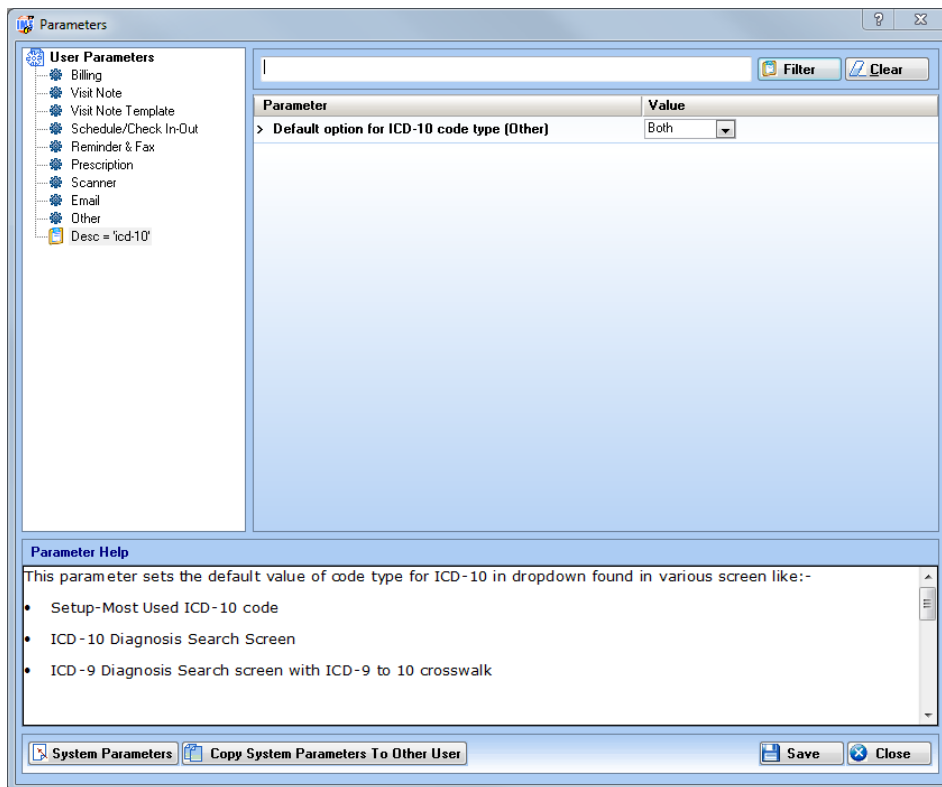 Parameters
User Parameters
Billing
Visit Note
Visit Note Template
Schedule/Check In-Out
Reminder & Fax
Prescription
Scanner
Email
Other
Desc = 'icd-10'
Filter
Clear
Parameter Value
> Default option for ICD-10 code type (Other) Both
Parameter Help
This parameter sets the default value of code type for ICD-10 in dropdown found in various screen like:-
• Setup-Most Used ICD-10 code
• ICD-10 Diagnosis Search Screen
• ICD-9 Diagnosis Search screen with ICD-9 to 10 crosswalk
System Parameters
Copy System Parameters To Other User
Save
Close